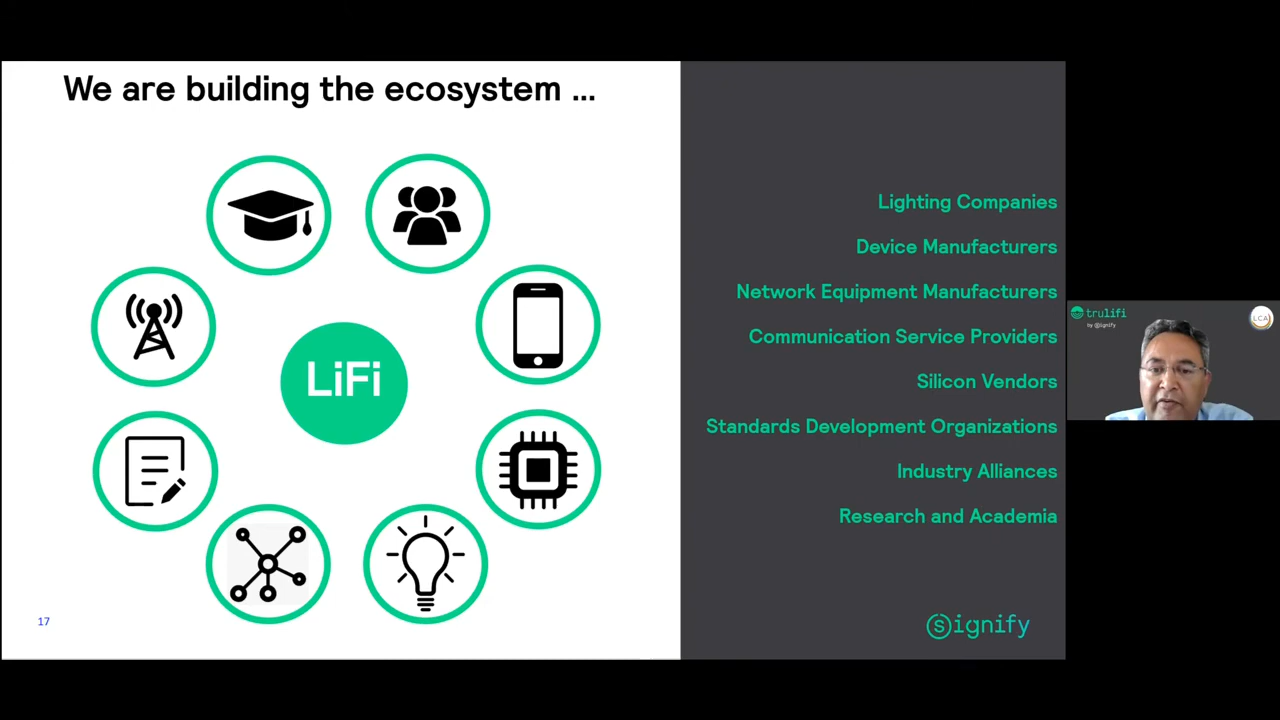 We are building the ecosystem ...
LiFi
Lighting Companies
Device Manufacturers
Network Equipment Manufacturers
Communication Service Providers
Silicon Vendors
Standards Development Organizations
Industry Alliances
Research and Academia
17
signify
trulifi
by signify
LCA